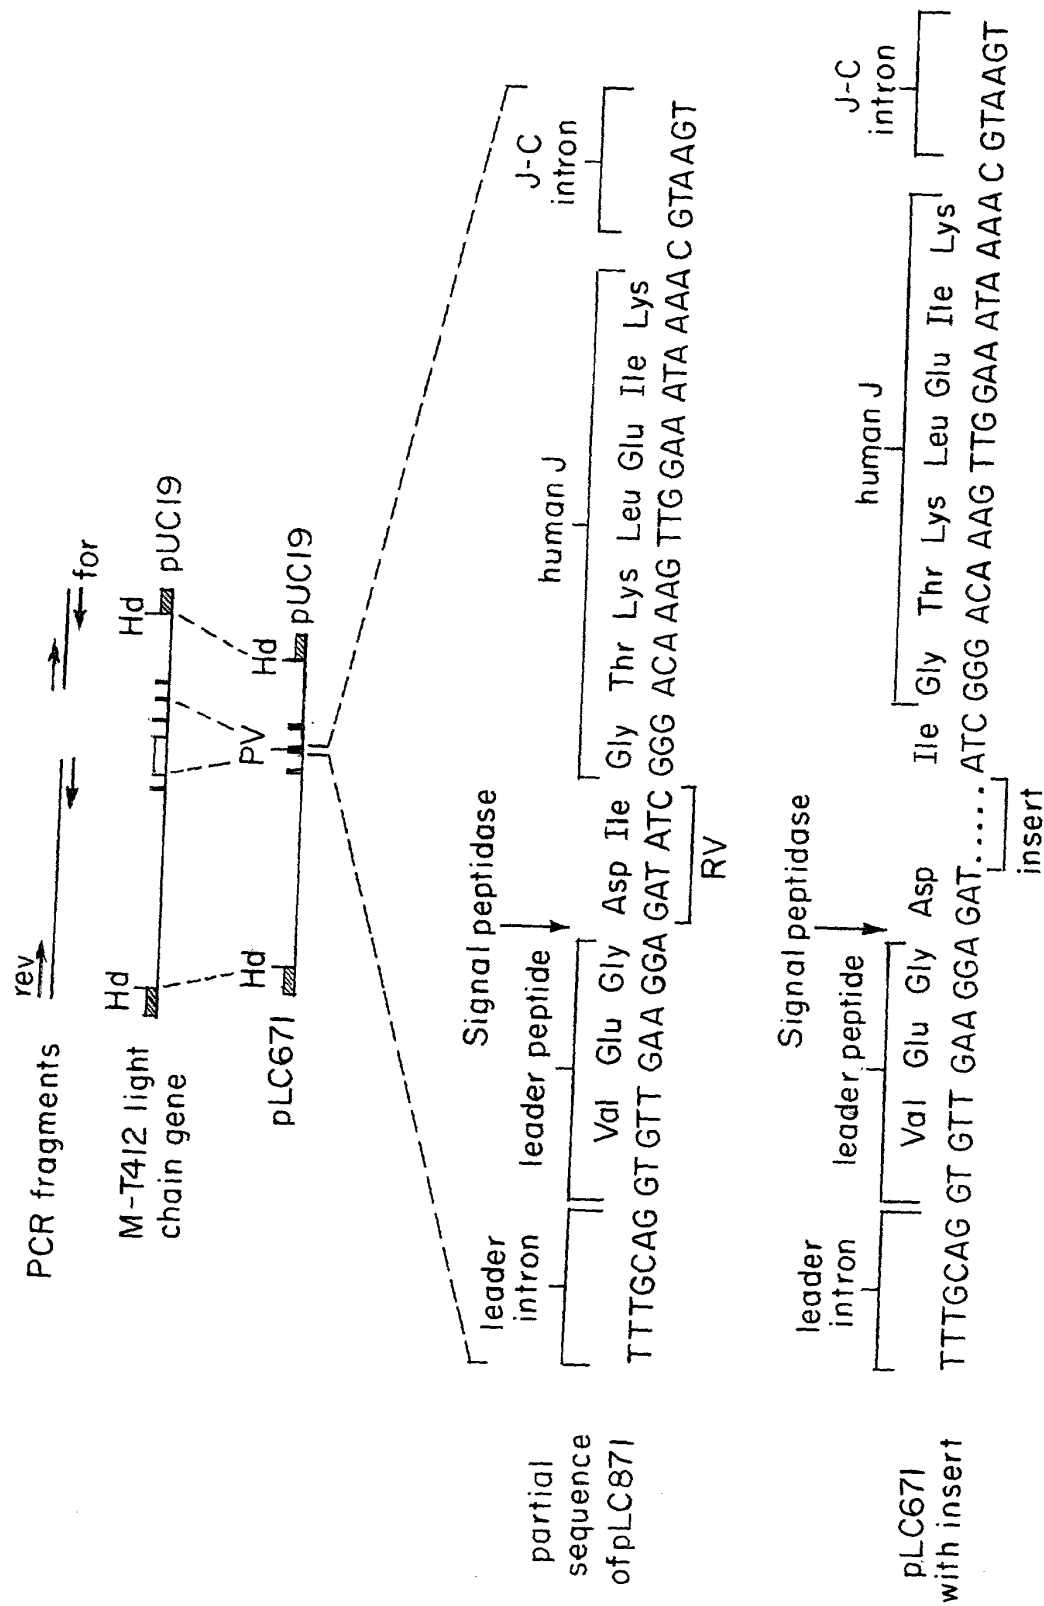 PCR fragments
rev
for
M-T412 light
chain gene
Hd
Hd
pUC19
pLC671
Hd
PV
Hd
pUC19
partial
sequence
of pLC871
leader
intron
leader peptide
Signal peptidase
human J
J-C
intron
Val Glu Gly Asp Ile Gly Thr Lys Leu Glu Ile Lys
TTTGCAG GT GTT GAA GGA GAT ATC GGG ACA AAG TTG GAA ATA AAA C GTAAGT
RV
pLC671
with insert
leader
intron
leader peptide
Signal peptidase
human J
J-C
intron
Val Glu Gly Asp Ile Gly Thr Lys Leu Glu Ile Lys
TTTGCAG GT GTT GAA GGA GAT..... ATC GGG ACA AAG TTG GAA ATA AAA C GTAAGT
insert